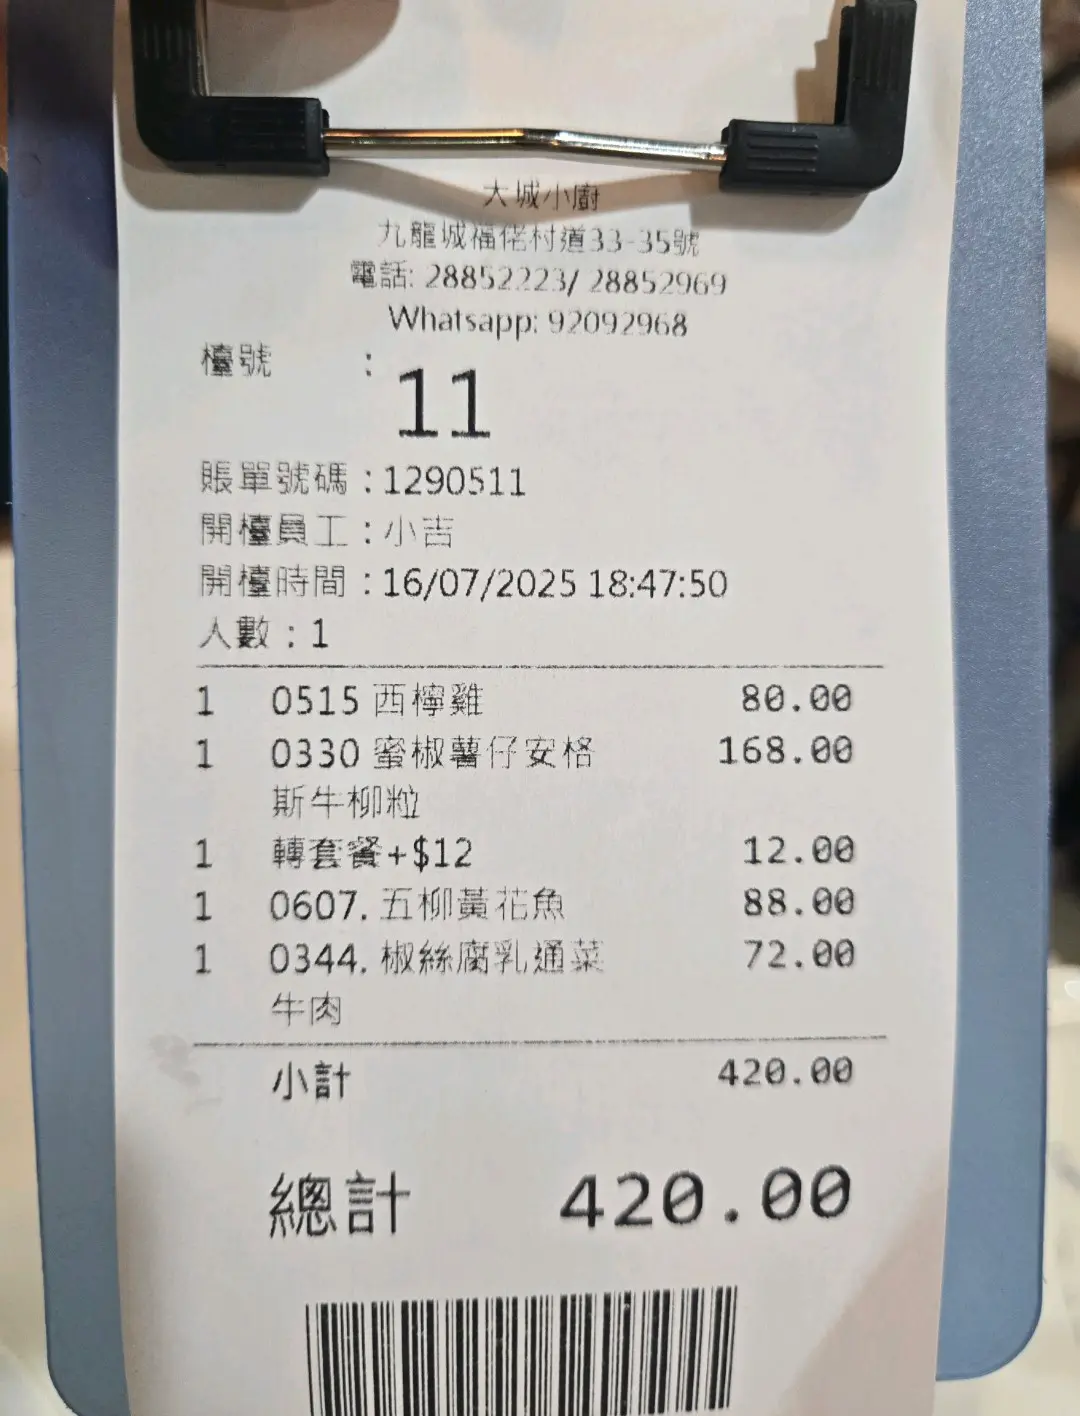 大城小廚
九龍城福佬村道33-35號
電話: 28852223/ 28852969
Whatsapp: 92092968
檯號 : 11
賬單號碼 : 1290511
開檯員工 : 小吉
開檯時間 : 16/07/2025 18:47:50
人數 : 1
1 0515 西檸雞 80.00
1 0330 蜜椒薯仔安格 168.00
斯牛柳粒
1 轉套餐+$12 12.00
1 0607. 五柳黃花魚 88.00
1 0344. 椒絲腐乳通菜 72.00
牛肉
小計 420.00
總計 420.00